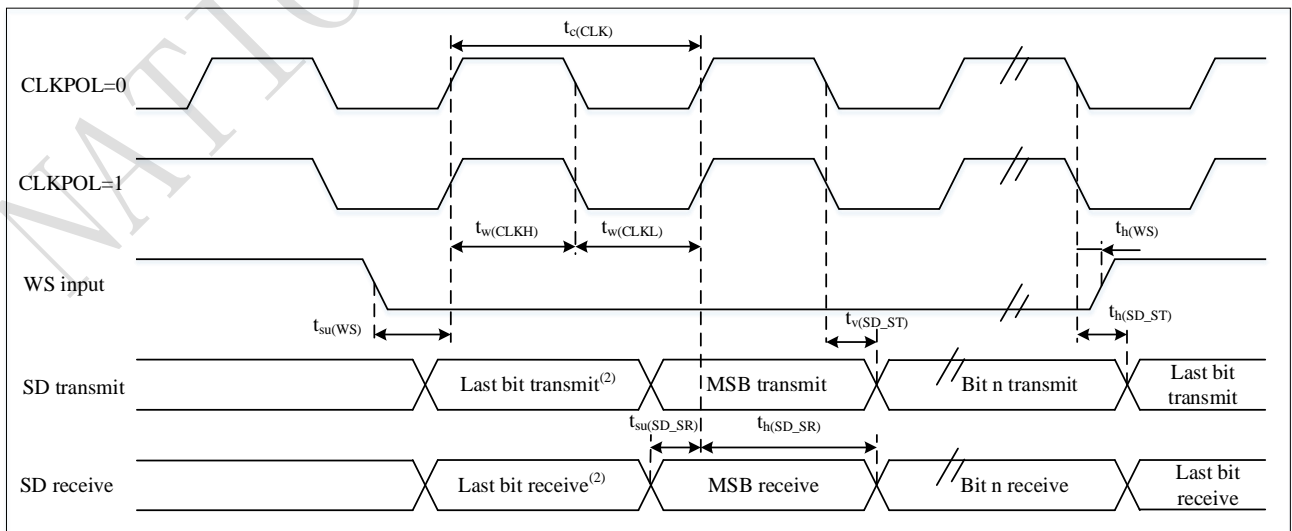 NATIO
t_c(CLK)
CLKPOL=0
CLKPOL=1
t_w(CLKH) t_w(CLKL) t_h(WS)
WS input
t_su(WS) t_v(SD_ST) t_h(SD_ST)
SD transmit Last bit transmit(2) MSB transmit Bit n transmit Last bit
transmit
t_su(SD_SR) t_h(SD_SR)
SD receive Last bit receive(2) MSB receive Bit n receive Last bit
receive